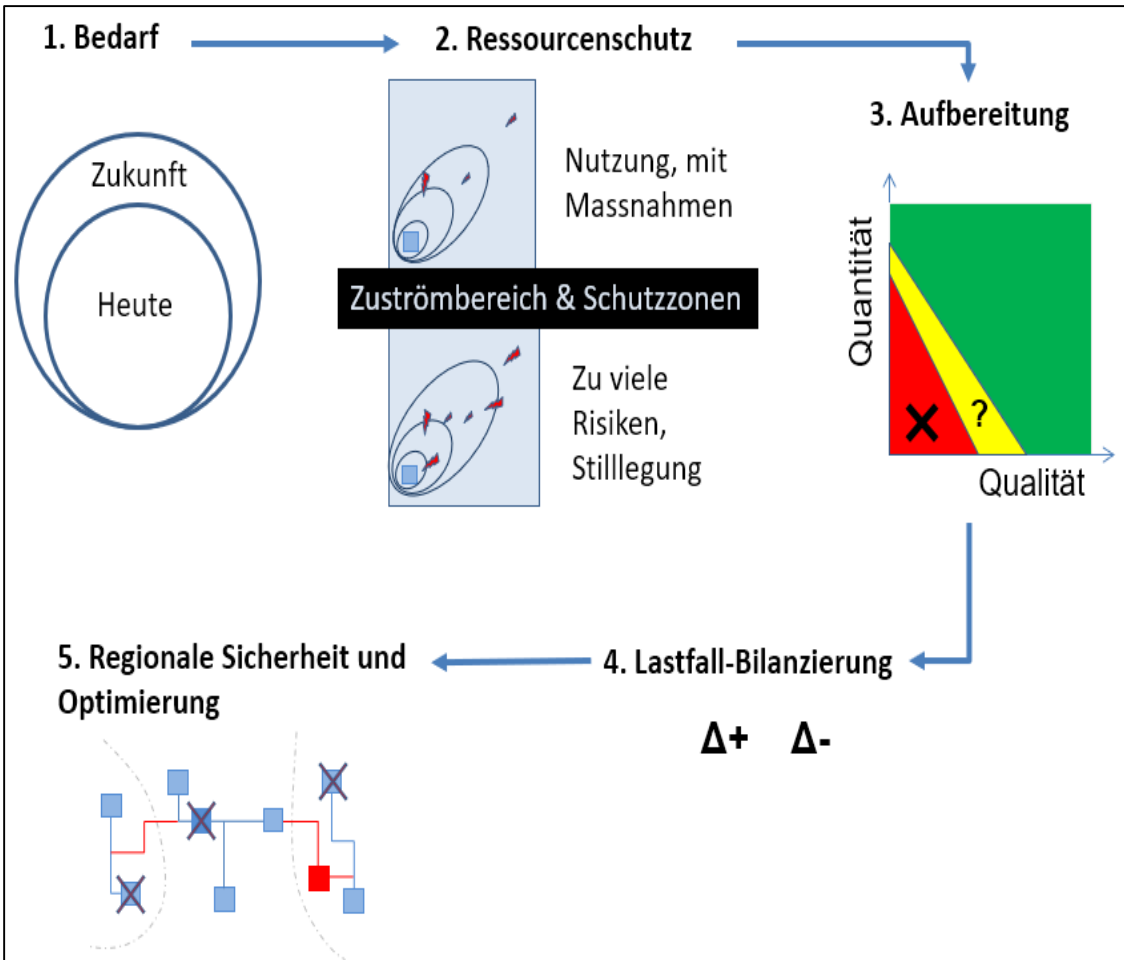 1. Bedarf
2. Ressourcenschutz
3. Aufbereitung
Zukunft
Heute
Nutzung, mit
Massnahmen
Zuströmbereich & Schutzzonen
Zu viele
Risiken,
Stilllegung
Quantität
?
Qualität
5. Regionale Sicherheit und
Optimierung
4. Lastfall-Bilanzierung
Δ+ Δ-